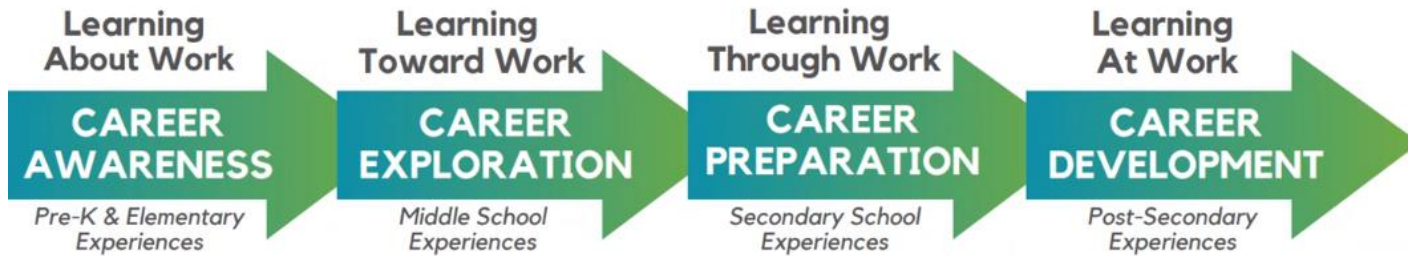 Learning
About Work
CAREER
AWARENESS
Pre-K & Elementary
Experiences
Learning
Toward Work
CAREER
EXPLORATION
Middle School
Experiences
Learning
Through Work
CAREER
PREPARATION
Secondary School
Experiences
Learning
At Work
CAREER
DEVELOPMENT
Post-Secondary
Experiences